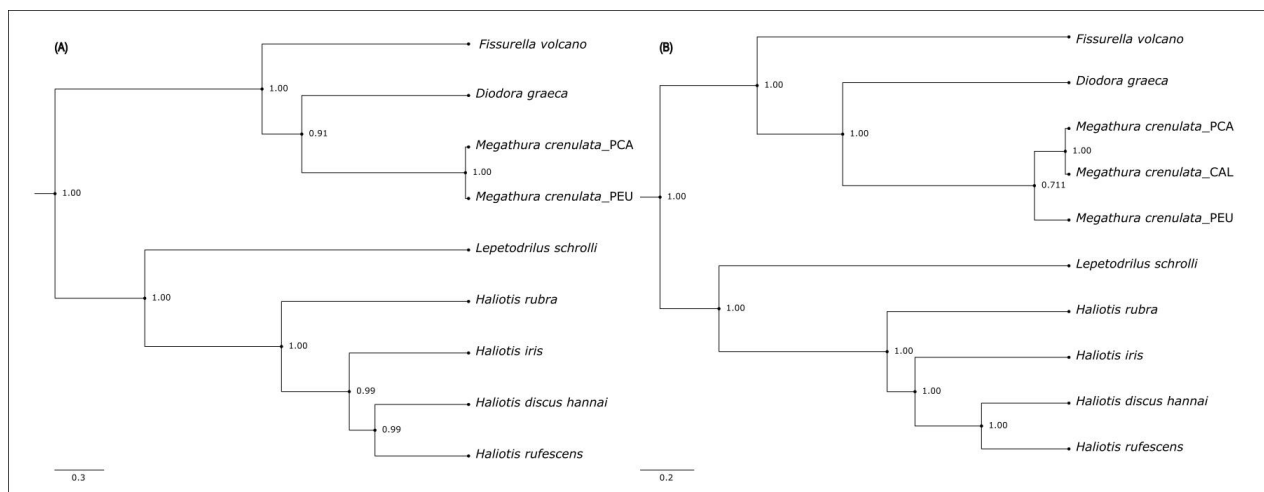 (A)
Fissurella volcano
1.00
Diodora graeca
0.91
Megathura crenulata_PCA
1.00
Megathura crenulata_PEU
1.00
Lepetodrilus schrolli
1.00
Haliotis rubra
1.00
Haliotis iris
0.99
Haliotis discus hannai
0.99
Haliotis rufescens
0.3
(B)
Fissurella volcano
1.00
Diodora graeca
1.00
Megathura crenulata_PCA
1.00
Megathura crenulata_CAL
0.711
1.00
Megathura crenulata_PEU
Lepetodrilus schrolli
1.00
Haliotis rubra
1.00
Haliotis iris
1.00
Haliotis discus hannai
1.00
Haliotis rufescens
0.2